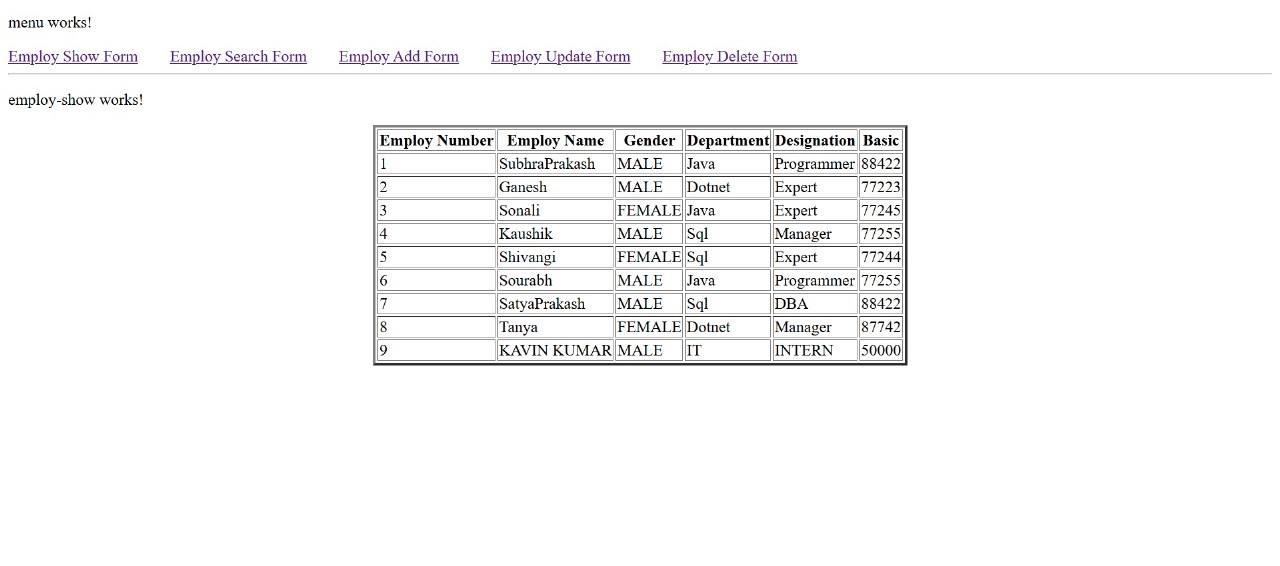 menu works!
Employ Show Form Employ Search Form Employ Add Form Employ Update Form Employ Delete Form
employ-show works!
Employ Number Employ Name Gender Department Designation Basic
1 SubhraPrakash MALE Java Programmer 88422
2 Ganesh MALE Dotnet Expert 77223
3 Sonali FEMALE Java Expert 77245
4 Kaushik MALE Sql Manager 77255
5 Shivangi FEMALE Sql Expert 77244
6 Sourabh MALE Java Programmer 77255
7 SatyaPrakash MALE Sql DBA 88422
8 Tanya FEMALE Dotnet Manager 87742
9 KAVIN KUMAR MALE IT INTERN 50000